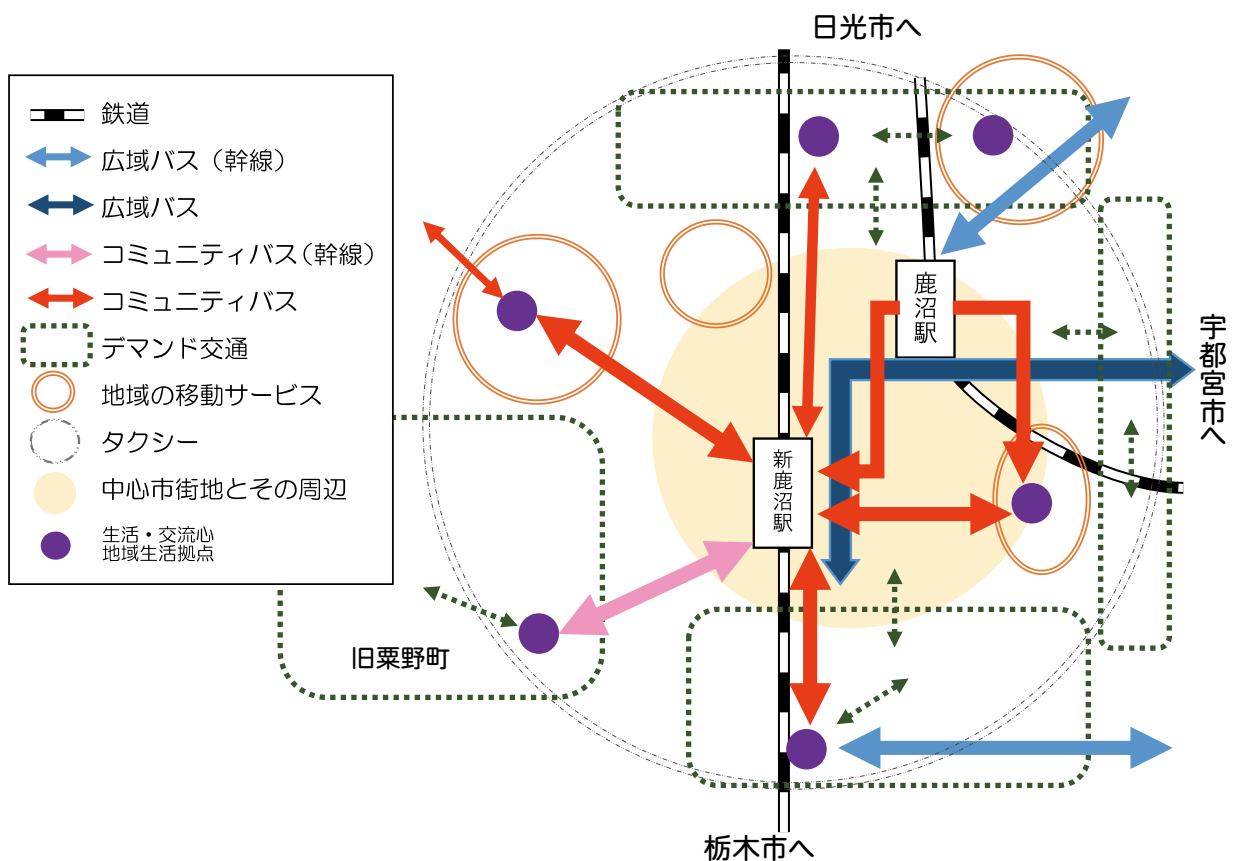 日光市へ
鉄道
広域バス（幹線）
広域バス
コミュニティバス（幹線）
コミュニティバス
デマンド交通
地域の移動サービス
タクシー
中心市街地とその周辺
生活・交流心
地域生活拠点
鹿沼駅
宇都宮市へ
新鹿沼駅
旧粟野町
栃木市へ